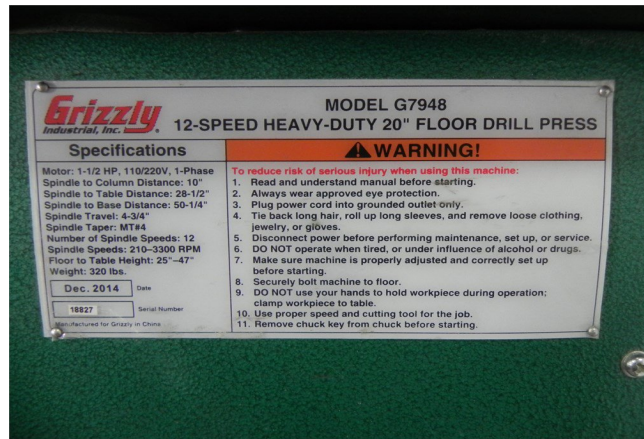 Grizzly
Industrial, Inc.
MODEL G7948
12-SPEED HEAVY-DUTY 20" FLOOR DRILL PRESS
Specifications
Motor: 1-1/2 HP, 110/220V, 1-Phase
Spindle to Column Distance: 10"
Spindle to Table Distance: 28-1/2"
Spindle to Base Distance: 50-1/4"
Spindle Travel: 4-3/4"
Spindle Taper: MT#4
Number of Spindle Speeds: 12
Spindle Speeds: 210–3300 RPM
Floor to Table Height: 25"–47"
Weight: 320 lbs.
Dec. 2014 Date
18827 Serial Number
Manufactured for Grizzly in China
WARNING!
To reduce risk of serious injury when using this machine:
1. Read and understand manual before starting.
2. Always wear approved eye protection.
3. Plug power cord into grounded outlet only.
4. Tie back long hair, roll up long sleeves, and remove loose clothing,
jewelry, or gloves.
5. Disconnect power before performing maintenance, set up, or service.
6. DO NOT operate when tired, or under influence of alcohol or drugs.
7. Make sure machine is properly adjusted and correctly set up
before starting.
8. Securely bolt machine to floor.
9. DO NOT use your hands to hold workpiece during operation;
clamp workpiece to table.
10. Use proper speed and cutting tool for the job.
11. Remove chuck key from chuck before starting.